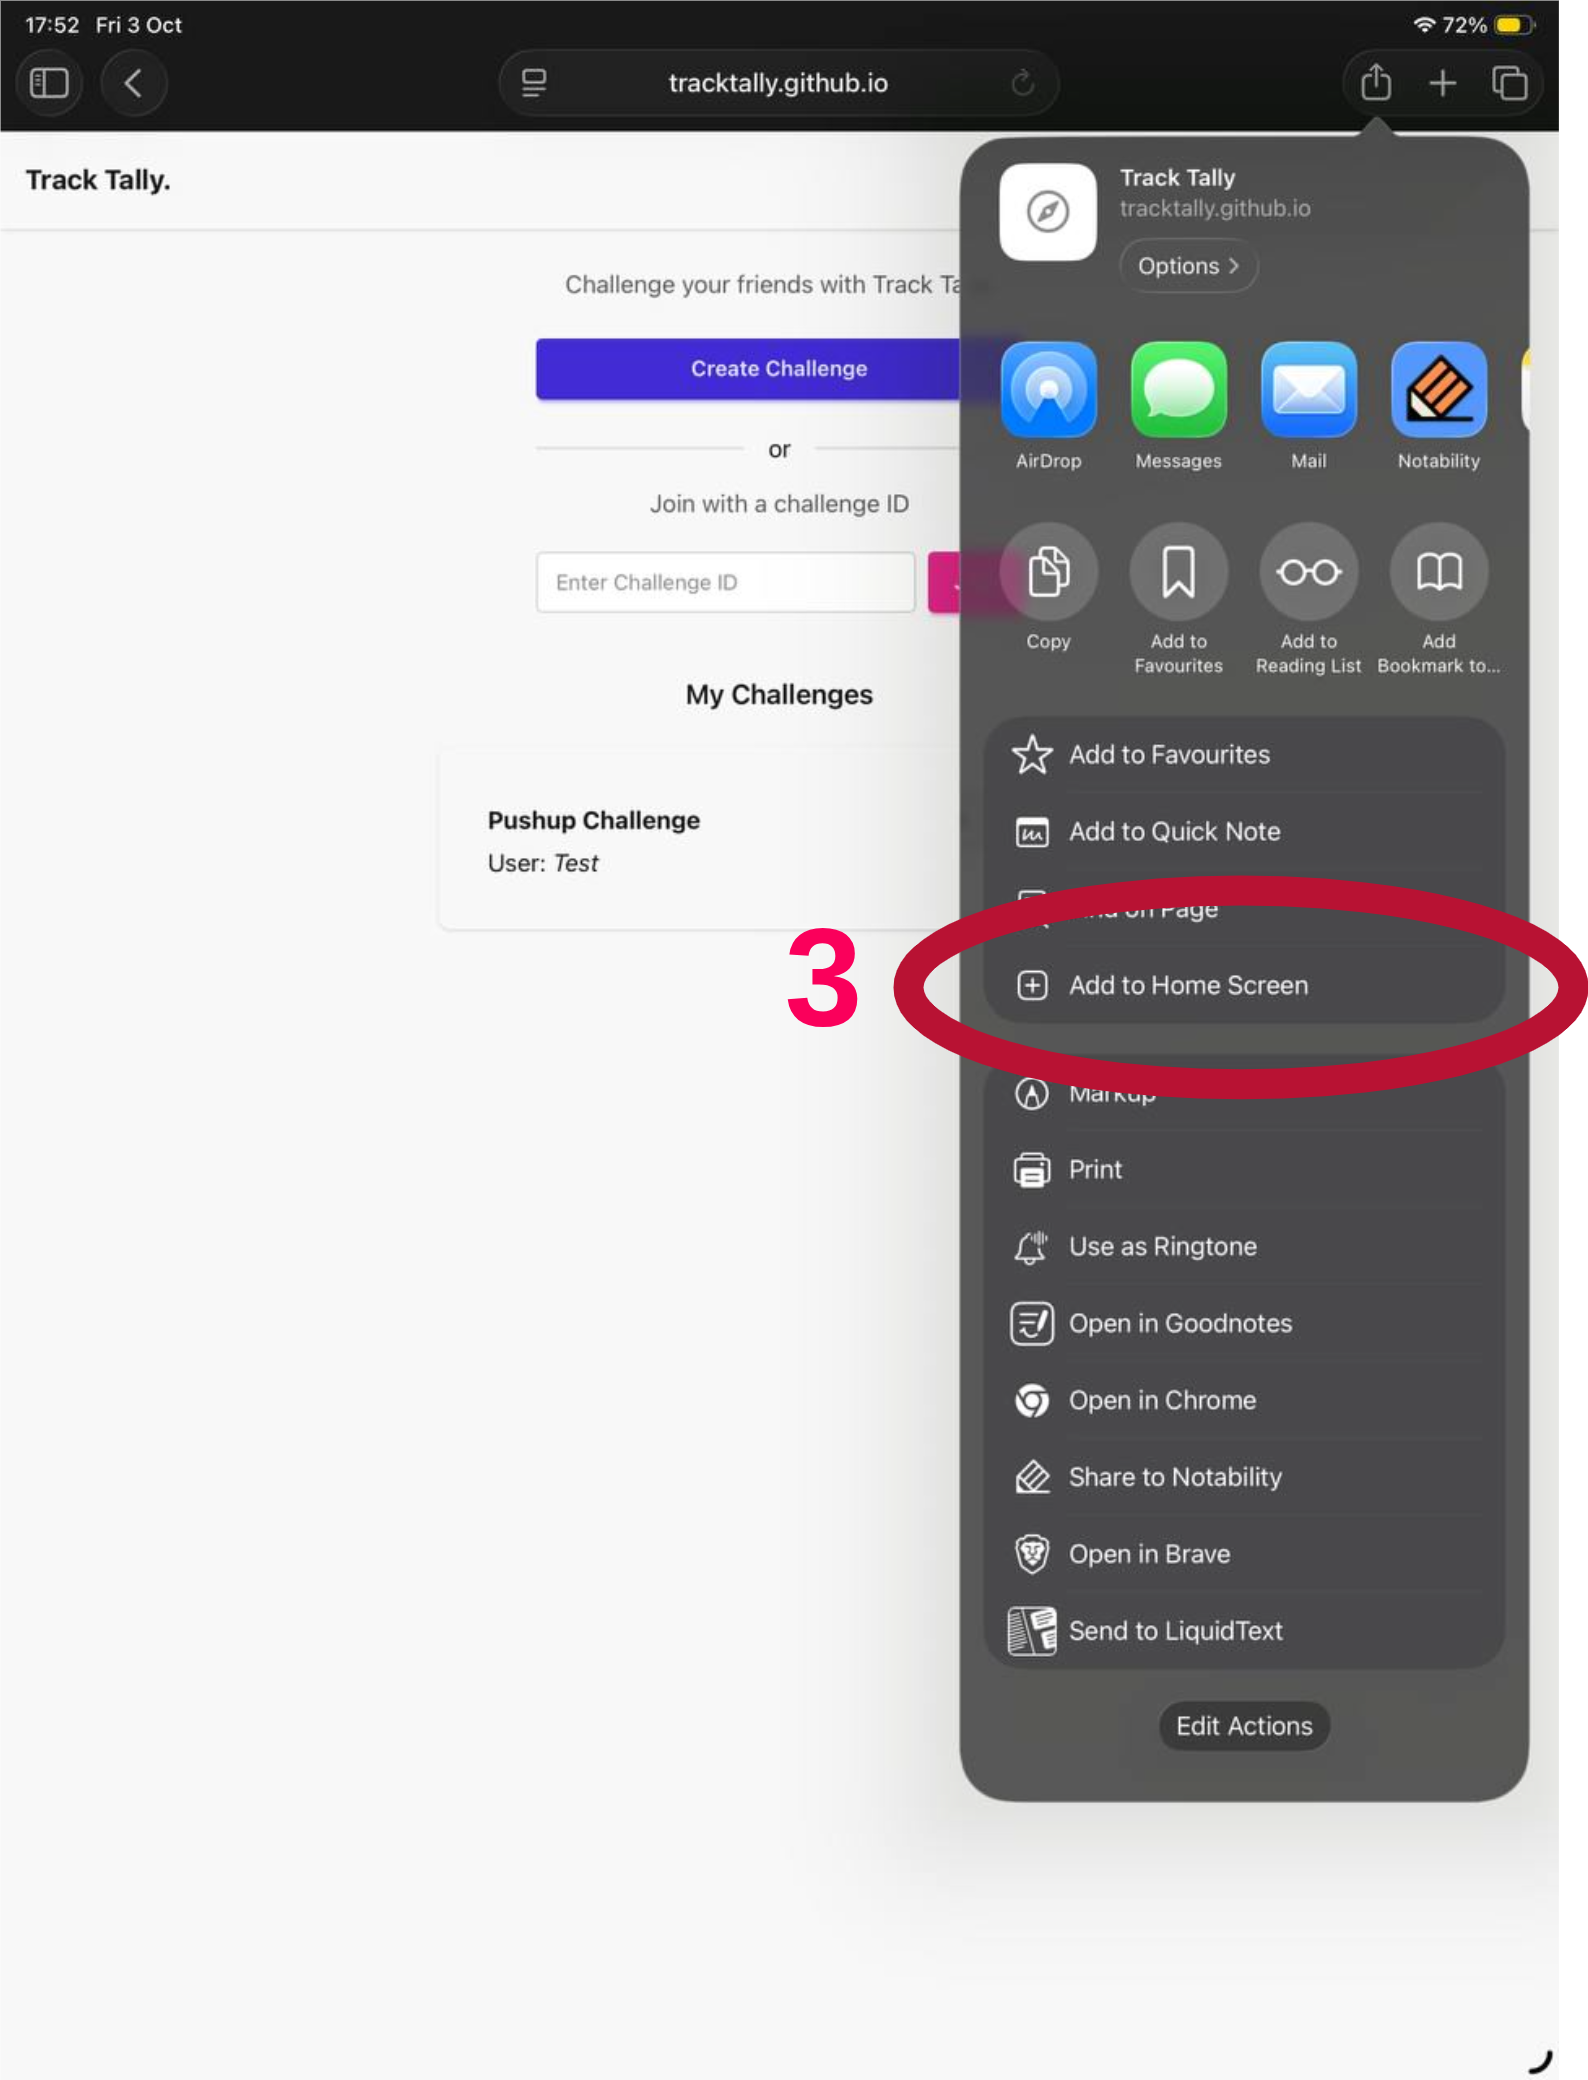 17:52 Fri 3 Oct
72%
tracktally.github.io
Track Tally.
Challenge your friends with Track
Create Challenge
or
Join with a challenge ID
Enter Challenge ID
My Challenges
Pushup Challenge
User: Test
3
Track Tally
tracktally.github.io
Options
AirDrop Messages Mail Notability
Copy
Add to
Favourites
Add to
Reading List
Add
Bookmark to...
Add to Favourites
Add to Quick Note
on Page
Add to Home Screen
Markup
Print
Use as Ringtone
Open in Goodnotes
Open in Chrome
Share to Notability
Open in Brave
Send to LiquidText
Edit Actions